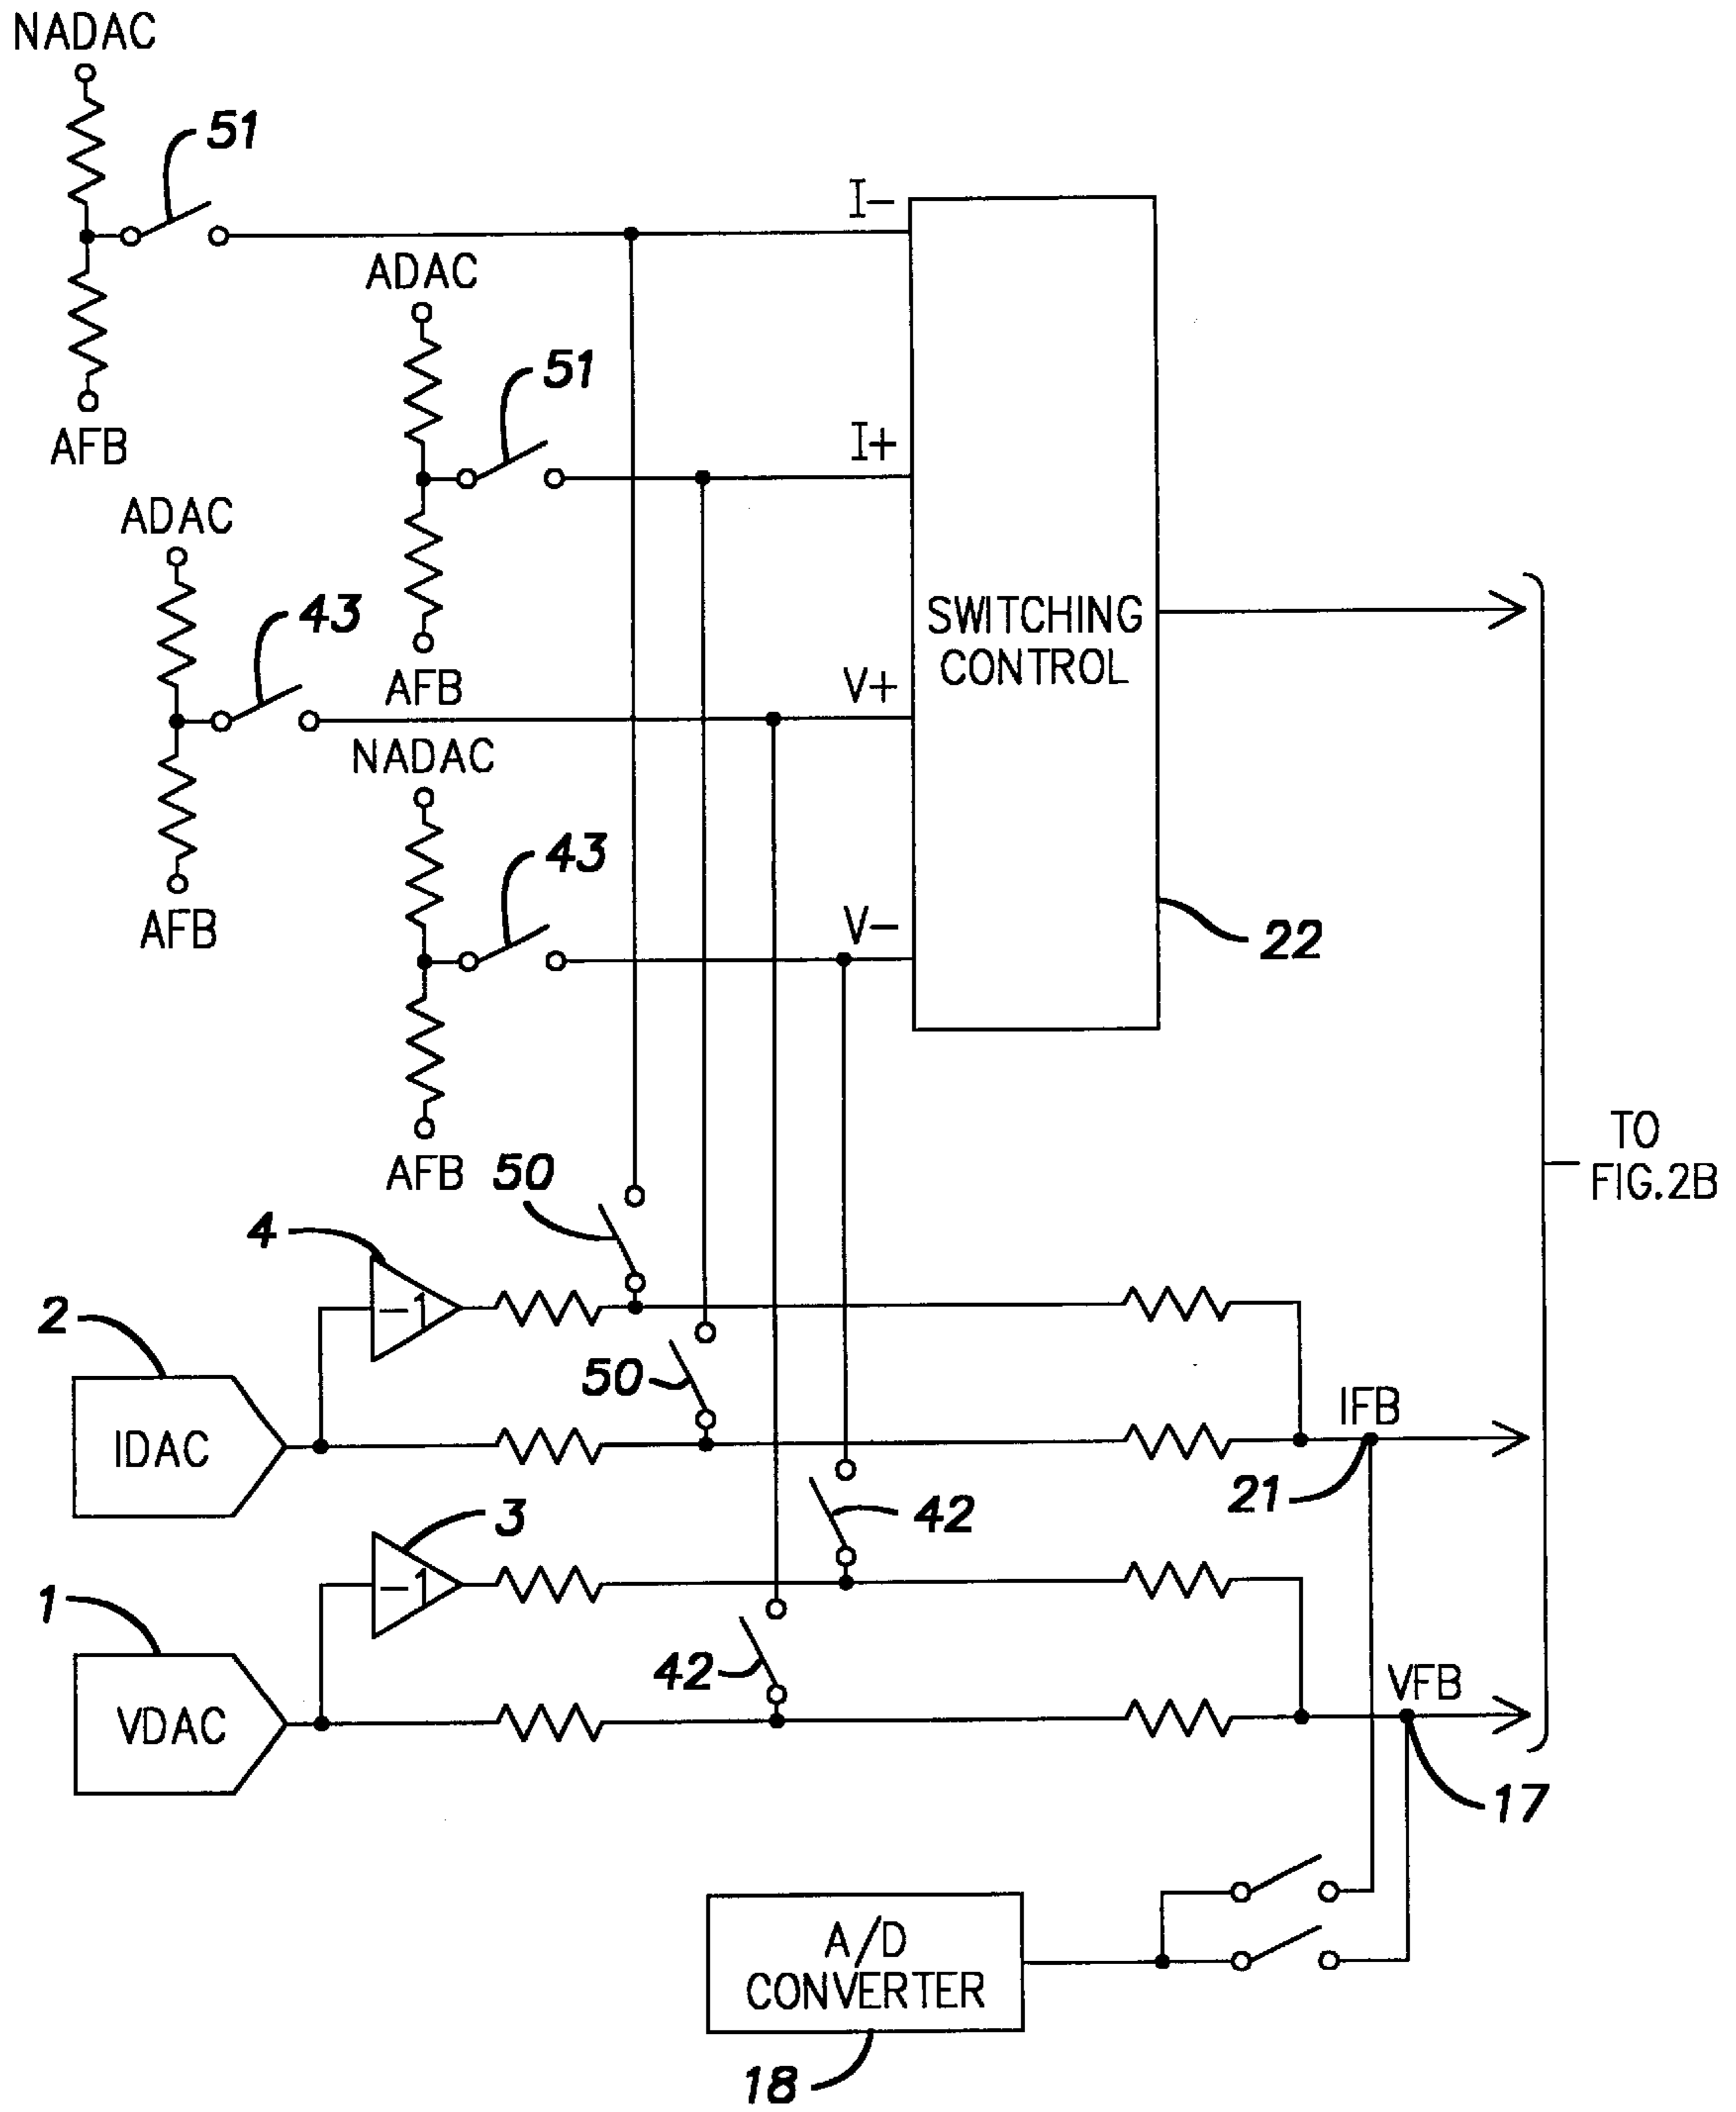 NADAC
51
I-
ADAC
AFB
51
I+
ADAC
43
AFB
V+
SWITCHING
CONTROL
NADAC
43
AFB
V-
22
AFB
50
TO
FIG.2B
4
-1
2
50
IDAC
IFB
21
3
42
-1
1
42
VDAC
VFB
17
A/D
CONVERTER
18